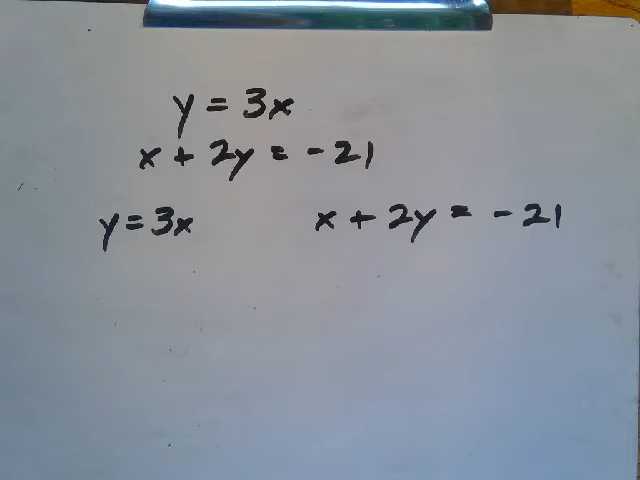 y = 3x
x + 2y = -21
y = 3x x + 2y = -21